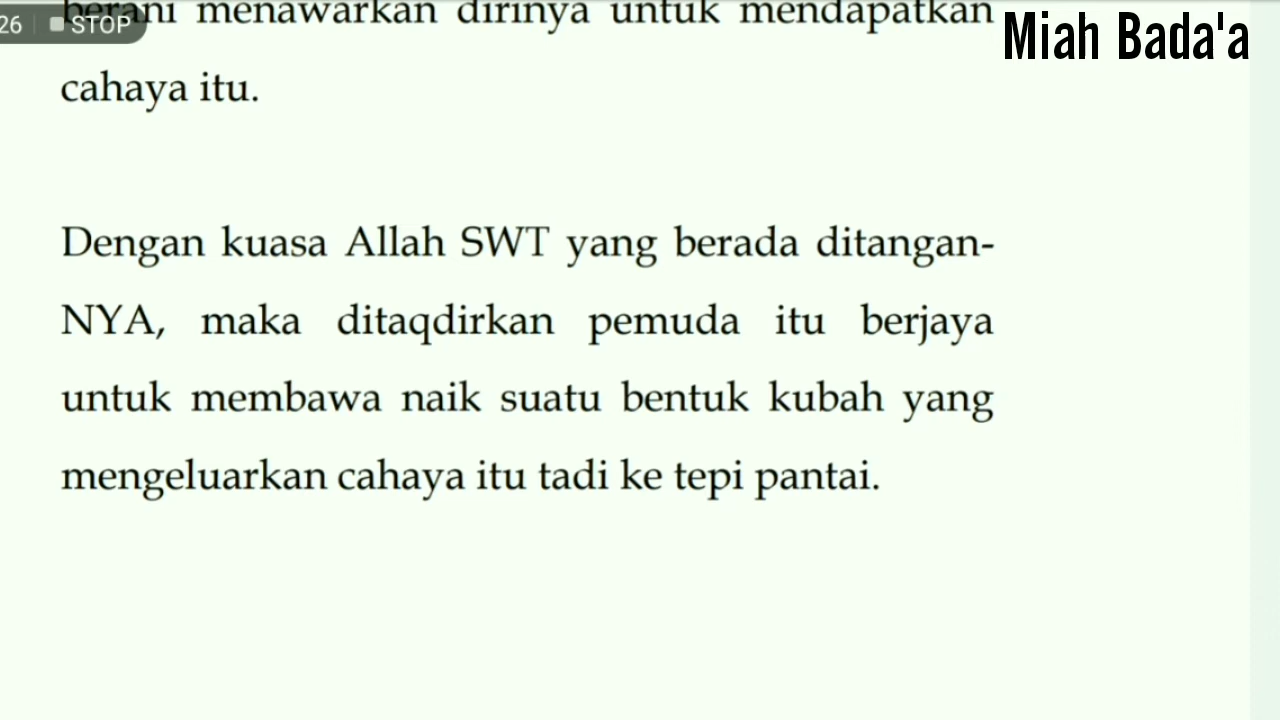 berani menawarkan dirinya untuk mendapatkan
26 STOP
Miah Bada'a
cahaya itu.
Dengan kuasa Allah SWT yang berada ditangan-
NYA, maka ditaqdirkan pemuda itu berjaya
untuk membawa naik suatu bentuk kubah yang
mengeluarkan cahaya itu tadi ke tepi pantai.